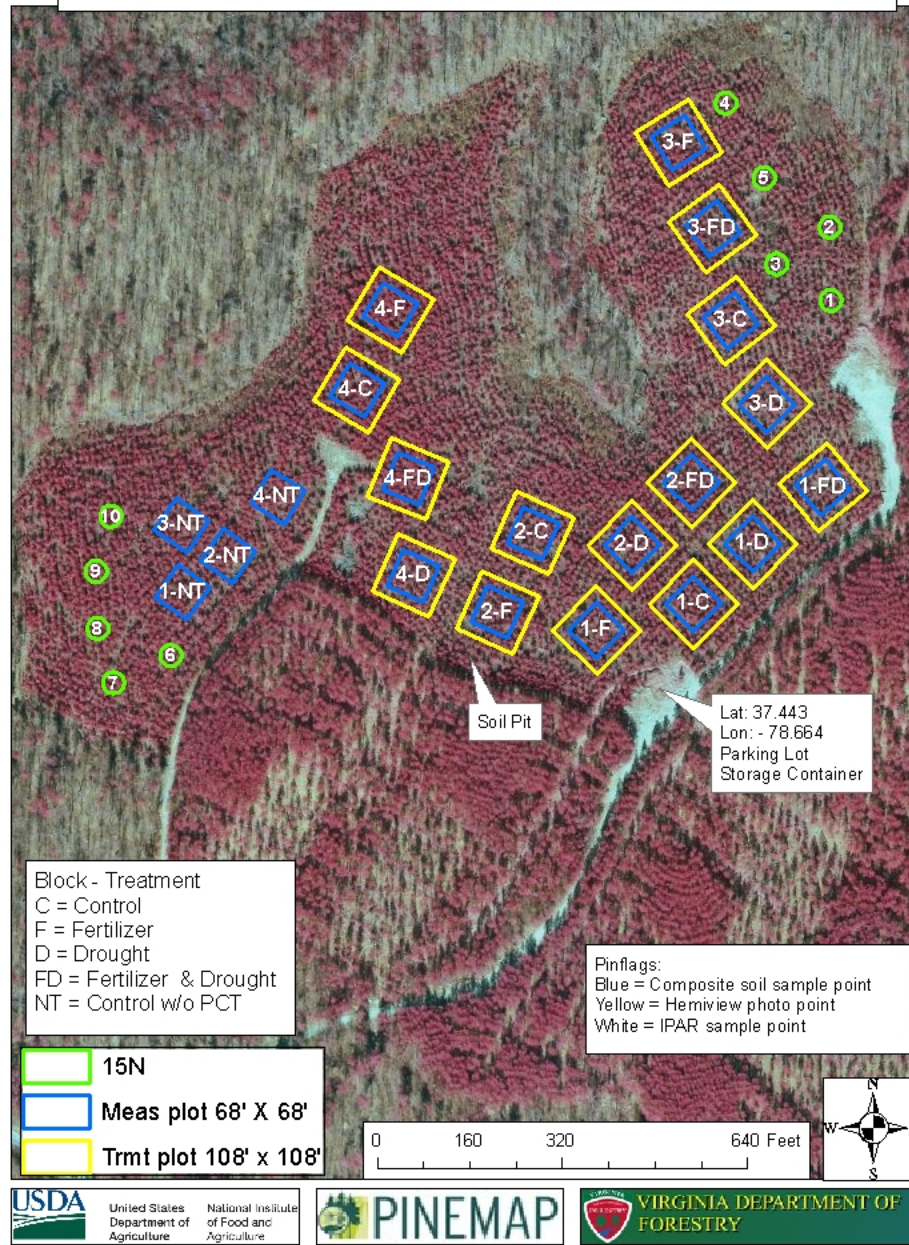 4
3-F
5
3-FD
2
3
1
4-F
3-C
4-C
3-D
4-FD
2-FD
1-FD
4-NT
10
3-NT
2-C
2-D
1-D
2-NT
9
4-D
1-NT
2-F
1-C
8
1-F
6
7
Soil Pit
Lat: 37.443
Lon: - 78.664
Parking Lot
Storage Container
Block - Treatment
C = Control
F = Fertilizer
D = Drought
FD = Fertilizer & Drought
NT = Control w/o PCT
Pinflags:
Blue = Composite soil sample point
Yellow = Hemiview photo point
White = IPAR sample point
15N
Meas plot 68' X 68'
Trmt plot 108' x 108'
0 160 320 640 Feet
N
W E
S
USDA
United States
Department of
Agriculture
National Institute
of Food and
Agriculture
PINEMAP
VIRGINIA DEPARTMENT OF
FORESTRY